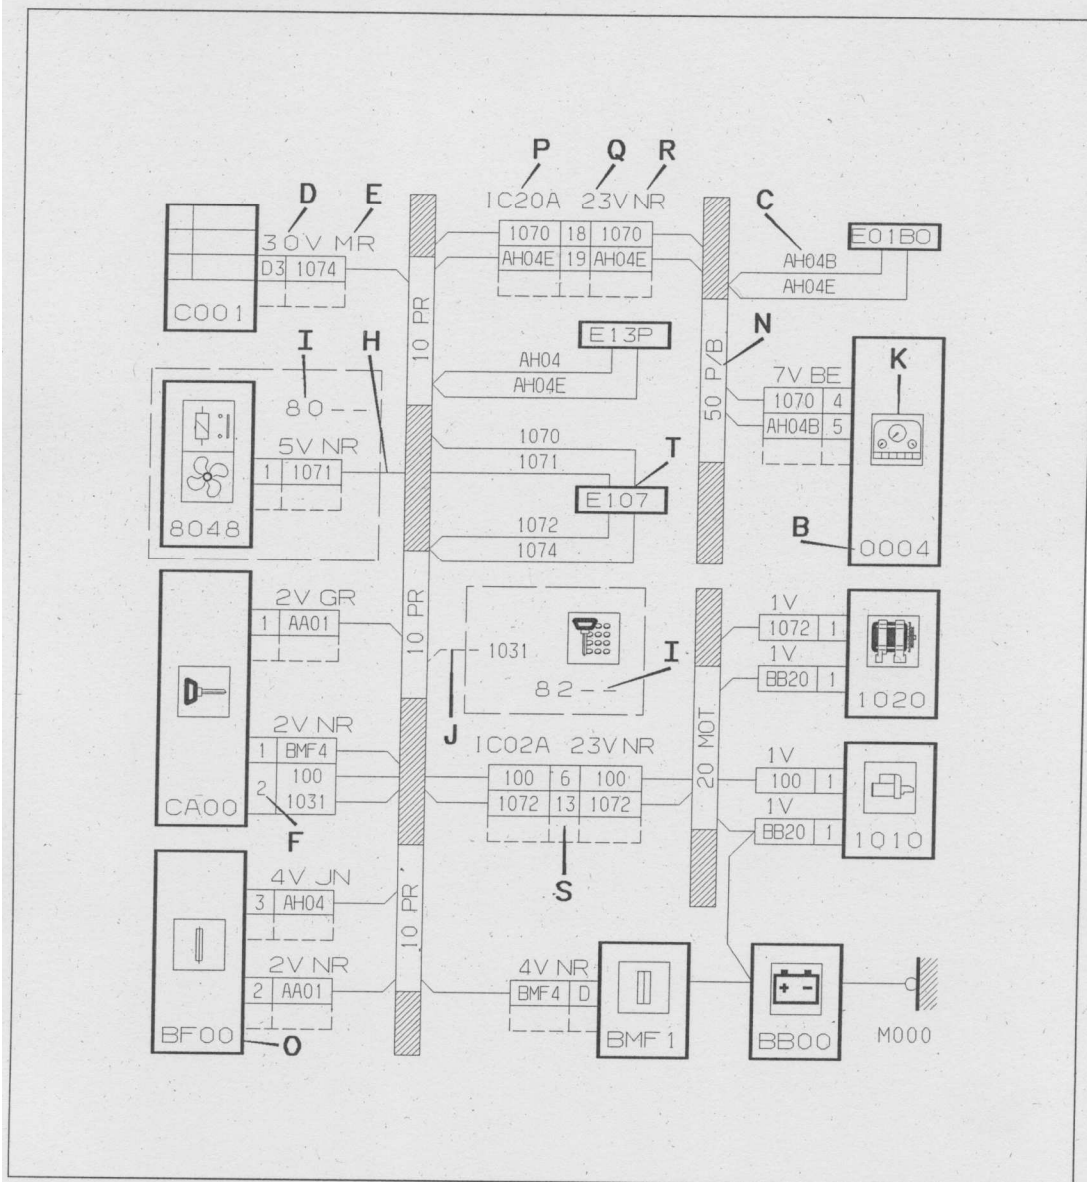 P Q R
1C20A 23V NR
1070 18 1070
AH04E 19 AH04E
D E
30V MR
D3 1074
C001
C
E01B0
AH04B
AH04E
10 PR
E13P
AH04
AH04E
N
50 P/B
I H
80--
5V NR
1 1071
8048
K
7V BE
1070 4
AH04B 5
B
0004
1070
1071
T
E107
1072
1074
2V GR
1 AA01
10 PR
J
1031
I
82--
1V
1072 1
1V
BB20 1
1020
2V NR
1 BMF4
100
2
1031
CA00
F
1C02A 23V NR
100 6 100
1072 13 1072
S
20 MOT
1V
100 1
1V
BB20 1
1010
4V JN
3 AH04
10 PR
2V NR
2 AA01
BF00
O
4V NR
BMF4 D
BMF1
+ -
BB00
M000